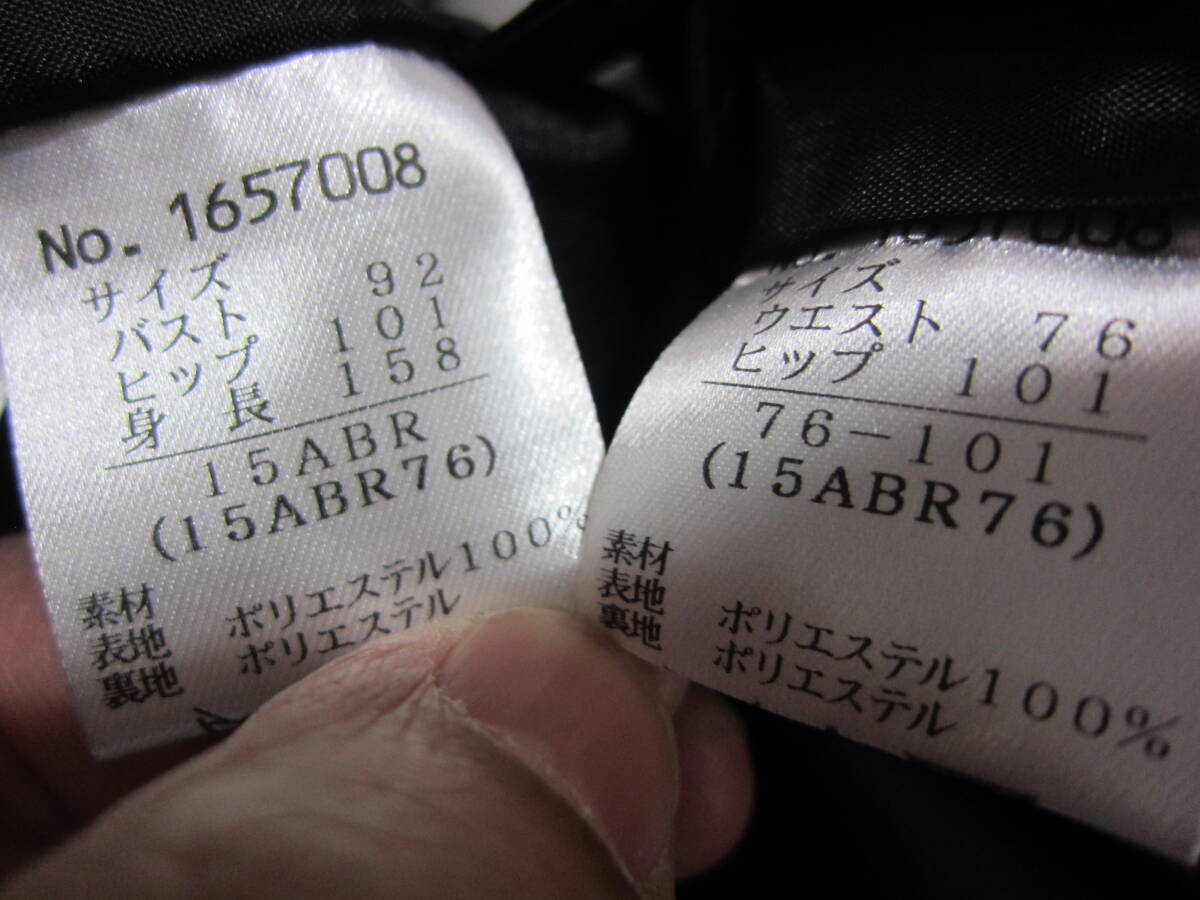 No. 1657008
サイズ
バスト 92
ヒップ 101
身長 158
15ABR
(15ABR76)
素材
表地 ポリエステル100%
裏地 ポリエステル
1657008
サイズ
ウエスト 76
ヒップ 101
76-101
(15ABR76)
素材
表地 ポリエステル100%
裏地 ポリエステル